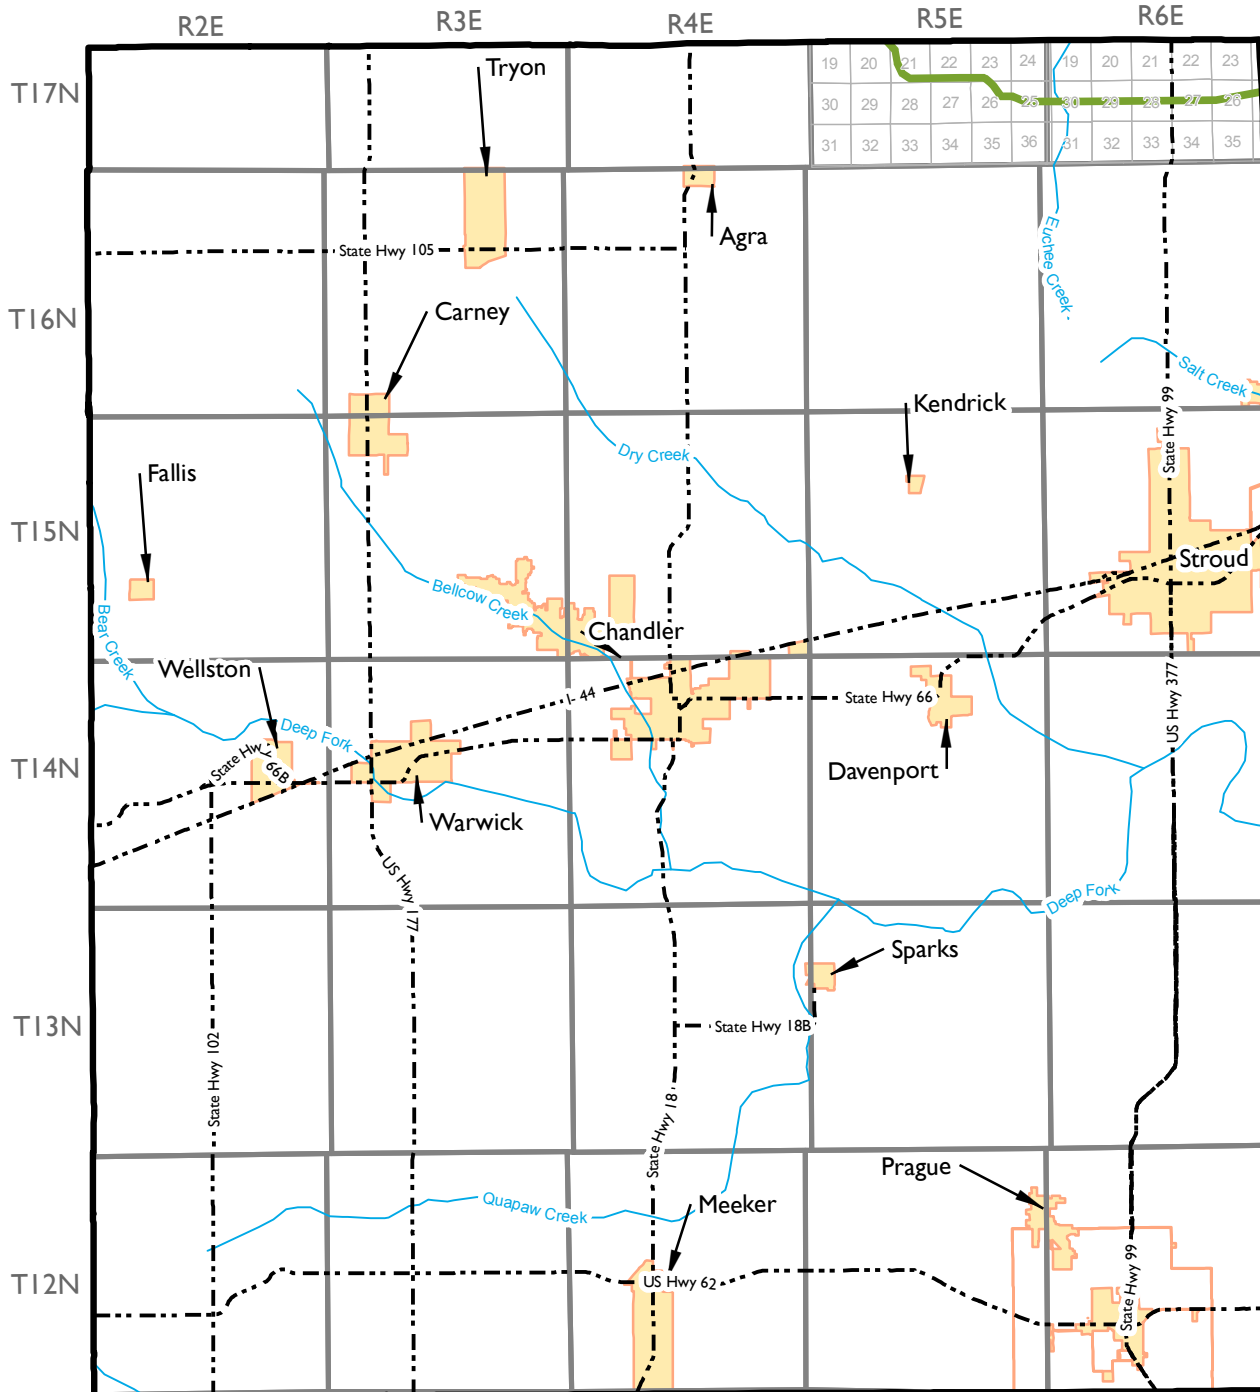 R2E
R3E
R4E
R5E
R6E
T17N
T16N
T15N
T14N
T13N
T12N
19 20 21 22 23 24 19 20 21 22 23
30 29 28 27 26 25 30 29 28 27 26
31 32 33 34 35 36 31 32 33 34 35
Tryon
Agra
State Hwy 105
Euchee Creek
Carney
Salt Creek
Kendrick
State Hwy 99
Dry Creek
Fallis
Stroud
Bellcow Creek
Bear Creek
Chandler
Wellston
I- 44
State Hwy 66
US Hwy 377
Deep Fork
State Hwy
66B
Davenport
Warwick
US Hwy 177
Deep Fork
Sparks
State Hwy 18B
State Hwy 102
State Hwy 18
Prague
Quapaw Creek
Meeker
US Hwy 62
State Hwy 99